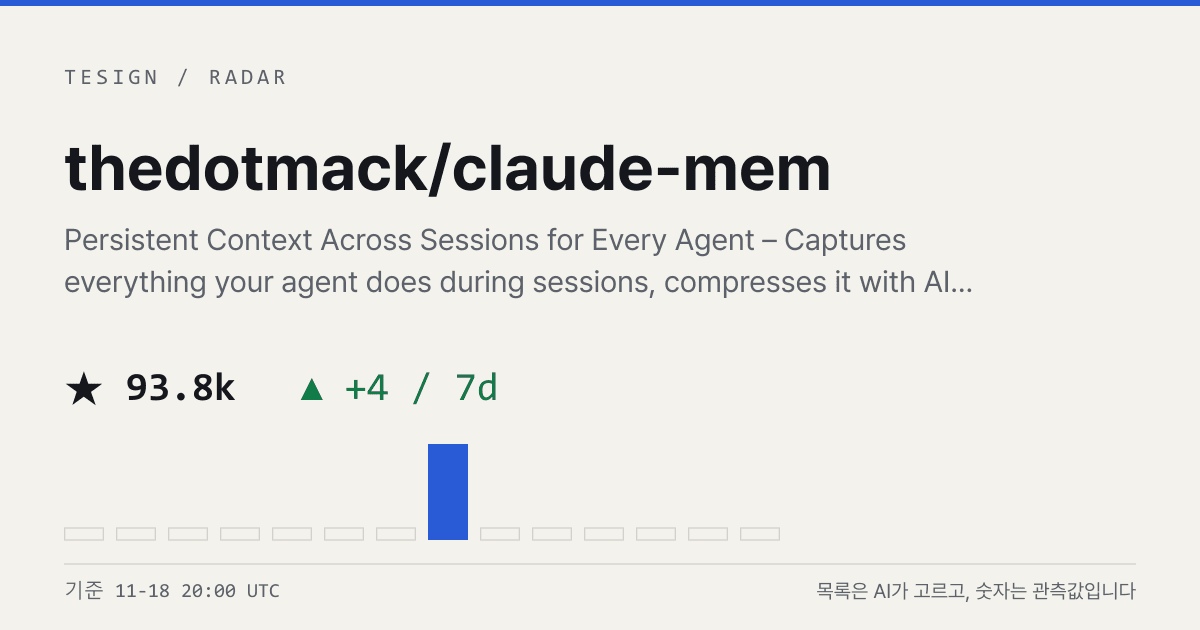 TESIGN / RADAR
thedotmack/claude-mem
Persistent Context Across Sessions for Every Agent – Captures
everything your agent does during sessions, compresses it with AI…
★ 93.8k ▲ +4 / 7d
기준 11-18 20:00 UTC
목록은 AI가 고르고, 숫자는 관측값입니다